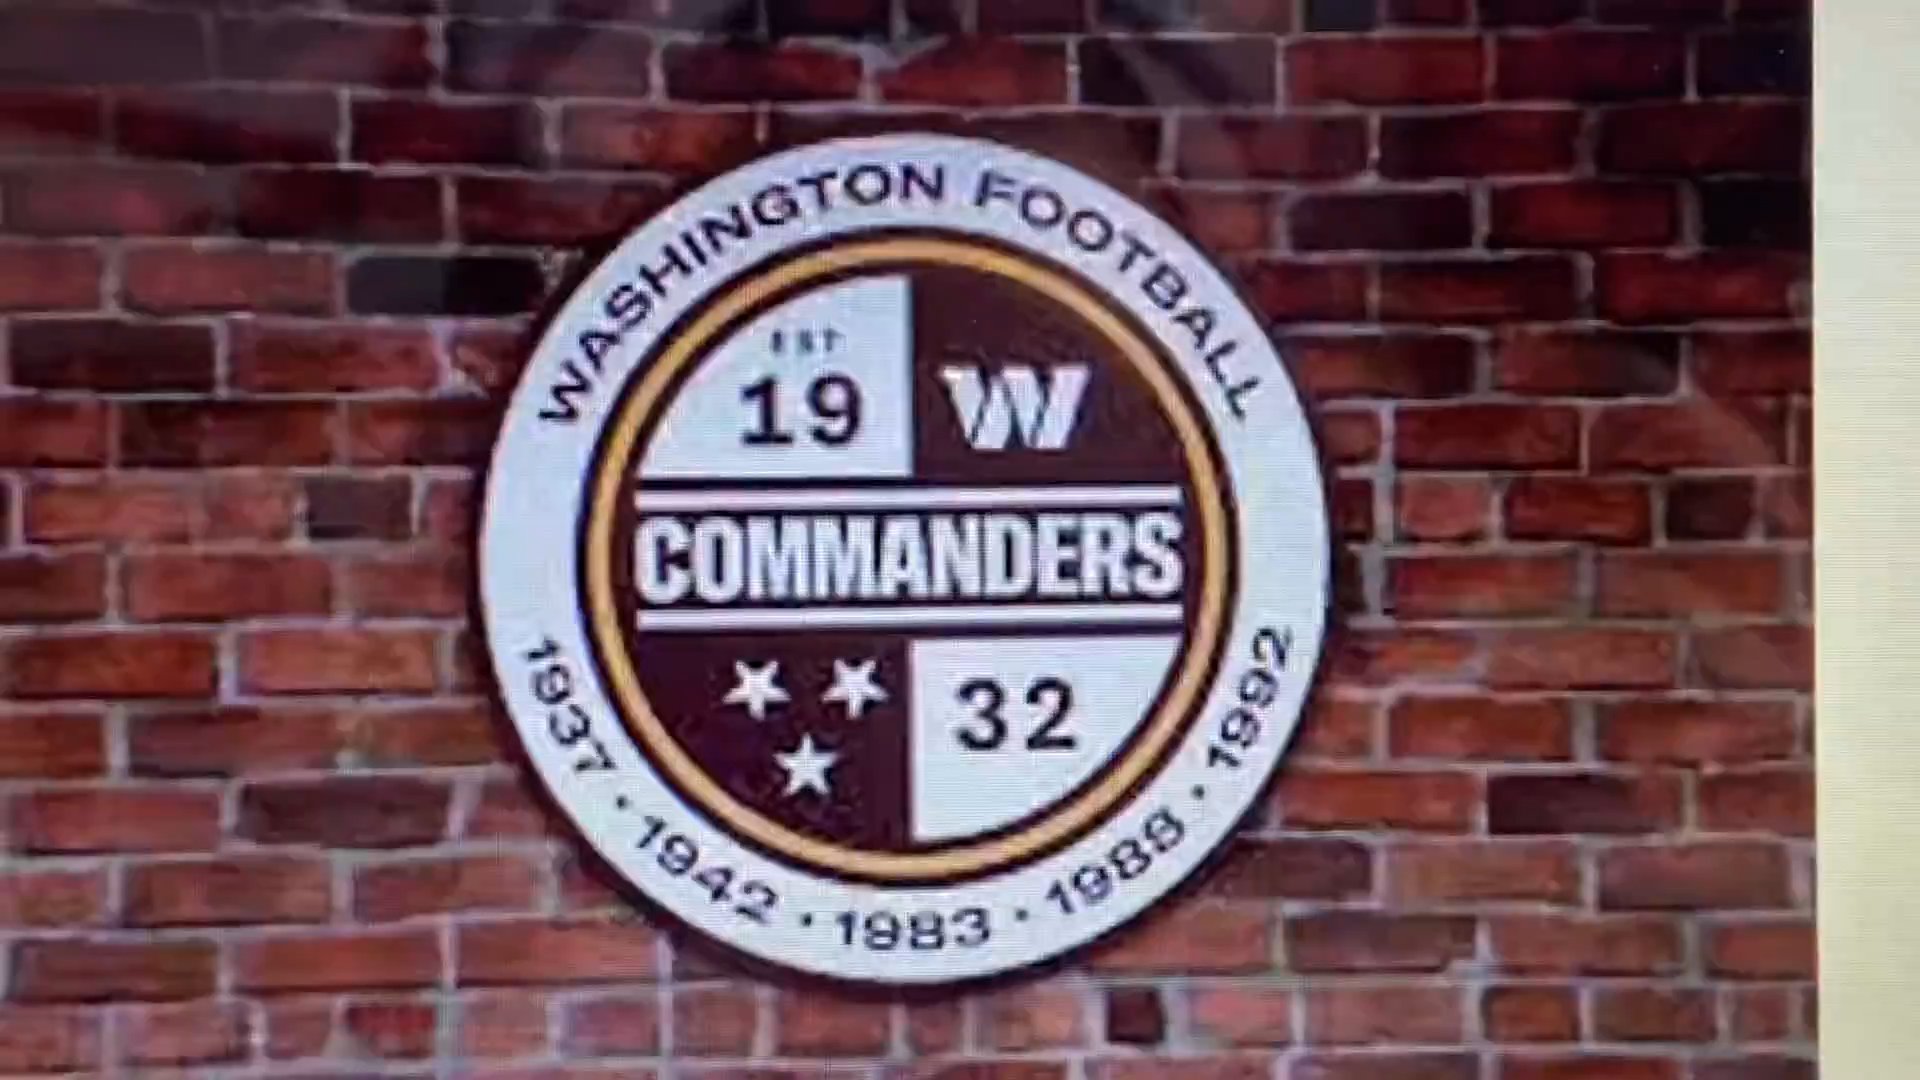 WASHINGTON FOOTBALL
EST
19
W
COMMANDERS
32
1937 • 1942 • 1983 • 1988 • 1992